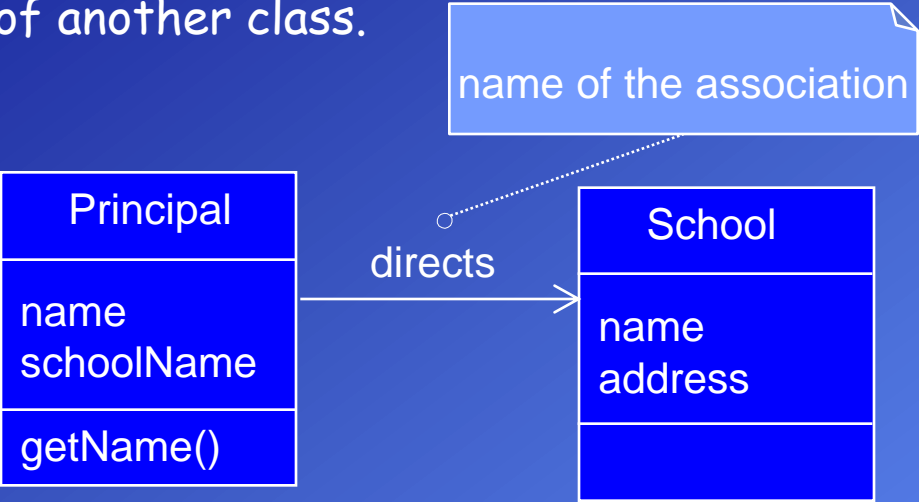 of another class.
name of the association
Principal
name
schoolName
getName()
directs
School
name
address